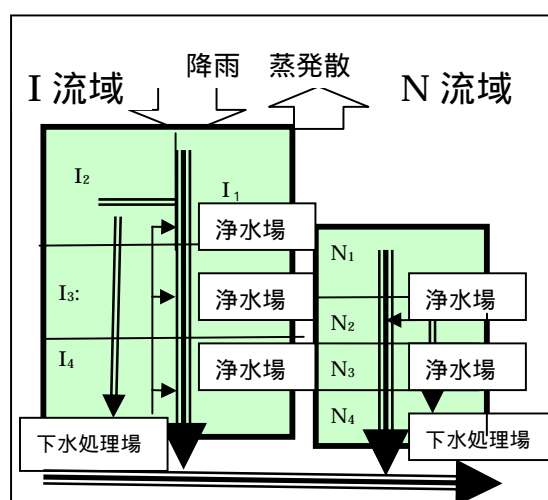 降雨 蒸発散
I 流域
N 流域
I₂
I₁
浄水場
N₁
I₃:
浄水場
浄水場
N₂
I₄
浄水場
N₃
浄水場
N₄
下水処理場
下水処理場